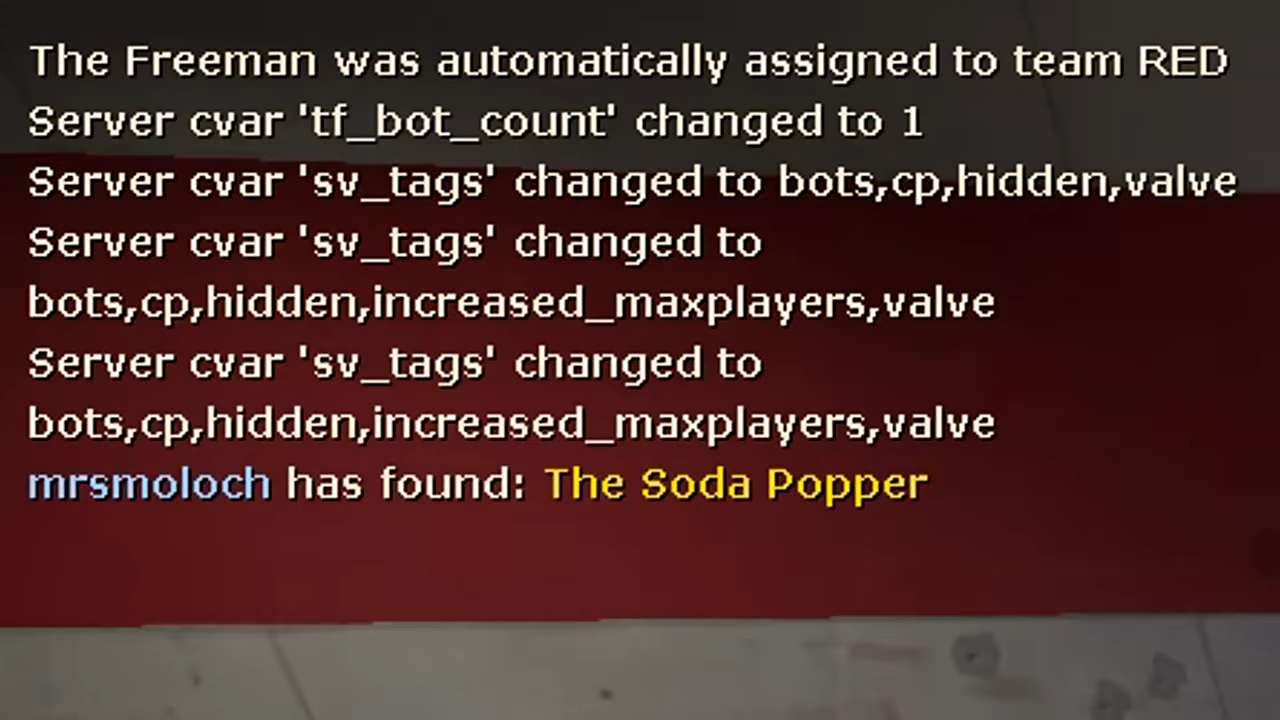 The Freeman was automatically assigned to team RED
Server cvar 'tf_bot_count' changed to 1
Server cvar 'sv_tags' changed to bots,cp,hidden,valve
Server cvar 'sv_tags' changed to
bots,cp,hidden,increased_maxplayers,valve
Server cvar 'sv_tags' changed to
bots,cp,hidden,increased_maxplayers,valve
mrsmoloch has found: The Soda Popper